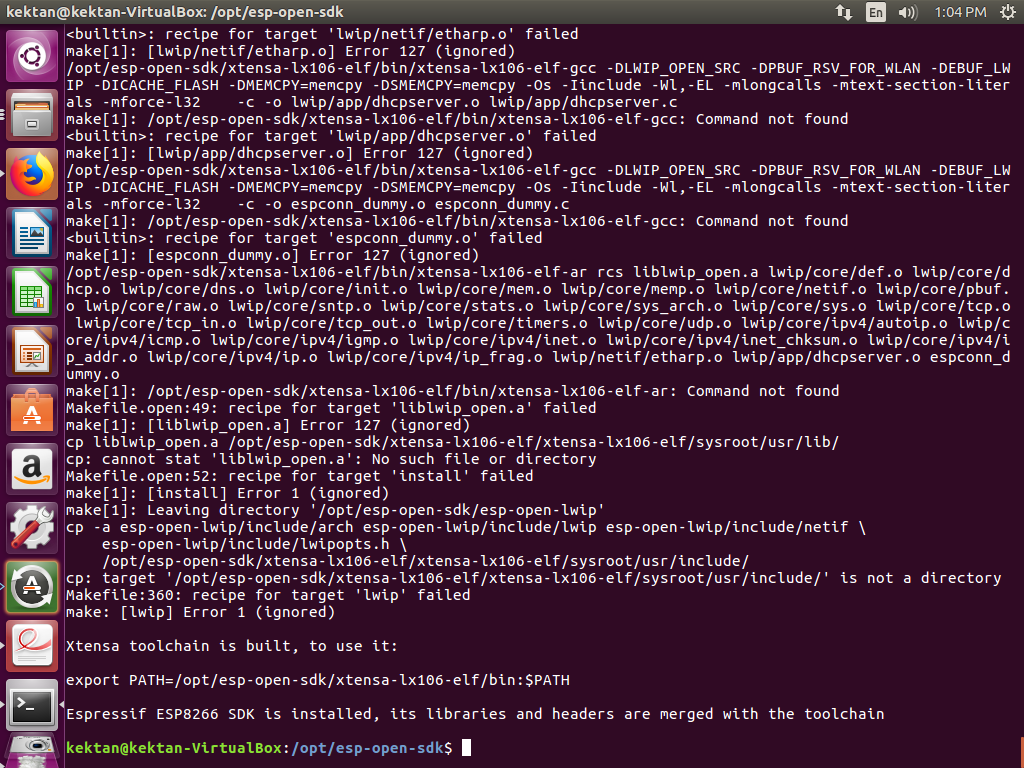 kektan@kektan-VirtualBox: /opt/esp-open-sdk
En
1:04 PM
<builtin>: recipe for target 'lwip/netif/etharp.o' failed
make[1]: [lwip/netif/etharp.o] Error 127 (ignored)
/opt/esp-open-sdk/xtensa-lx106-elf/bin/xtensa-lx106-elf-gcc -DLWIP_OPEN_SRC -DPBUF_RSV_FOR_WLAN -DEBUF_LW
IP -DICACHE_FLASH -DMEMCPY=memcpy -DSMEMCPY=memcpy -Os -Iinclude -Wl,-EL -mlongcalls -mtext-section-liter
als -mforce-l32    -c -o lwip/app/dhcpserver.o lwip/app/dhcpserver.c
make[1]: /opt/esp-open-sdk/xtensa-lx106-elf/bin/xtensa-lx106-elf-gcc: Command not found
<builtin>: recipe for target 'lwip/app/dhcpserver.o' failed
make[1]: [lwip/app/dhcpserver.o] Error 127 (ignored)
/opt/esp-open-sdk/xtensa-lx106-elf/bin/xtensa-lx106-elf-gcc -DLWIP_OPEN_SRC -DPBUF_RSV_FOR_WLAN -DEBUF_LW
IP -DICACHE_FLASH -DMEMCPY=memcpy -DSMEMCPY=memcpy -Os -Iinclude -Wl,-EL -mlongcalls -mtext-section-liter
als -mforce-l32    -c -o espconn_dummy.o espconn_dummy.c
make[1]: /opt/esp-open-sdk/xtensa-lx106-elf/bin/xtensa-lx106-elf-gcc: Command not found
<builtin>: recipe for target 'espconn_dummy.o' failed
make[1]: [espconn_dummy.o] Error 127 (ignored)
/opt/esp-open-sdk/xtensa-lx106-elf/bin/xtensa-lx106-elf-ar rcs liblwip_open.a lwip/core/def.o lwip/core/d
hcp.o lwip/core/dns.o lwip/core/init.o lwip/core/mem.o lwip/core/memp.o lwip/core/netif.o lwip/core/pbuf.
o lwip/core/raw.o lwip/core/sntp.o lwip/core/stats.o lwip/core/sys_arch.o lwip/core/sys.o lwip/core/tcp.o
 lwip/core/tcp_in.o lwip/core/tcp_out.o lwip/core/timers.o lwip/core/udp.o lwip/core/ipv4/autoip.o lwip/c
ore/ipv4/icmp.o lwip/core/ipv4/igmp.o lwip/core/ipv4/inet.o lwip/core/ipv4/inet_chksum.o lwip/core/ipv4/i
p_addr.o lwip/core/ipv4/ip.o lwip/core/ipv4/ip_frag.o lwip/netif/etharp.o lwip/app/dhcpserver.o espconn_d
ummy.o
make[1]: /opt/esp-open-sdk/xtensa-lx106-elf/bin/xtensa-lx106-elf-ar: Command not found
Makefile.open:49: recipe for target 'liblwip_open.a' failed
make[1]: [liblwip_open.a] Error 127 (ignored)
cp liblwip_open.a /opt/esp-open-sdk/xtensa-lx106-elf/xtensa-lx106-elf/sysroot/usr/lib/
cp: cannot stat 'liblwip_open.a': No such file or directory
Makefile.open:52: recipe for target 'install' failed
make[1]: [install] Error 1 (ignored)
make[1]: Leaving directory '/opt/esp-open-sdk/esp-open-lwip'
cp -a esp-open-lwip/include/arch esp-open-lwip/include/lwip esp-open-lwip/include/netif \
    esp-open-lwip/include/lwipopts.h \
    /opt/esp-open-sdk/xtensa-lx106-elf/xtensa-lx106-elf/sysroot/usr/include/
cp: target '/opt/esp-open-sdk/xtensa-lx106-elf/xtensa-lx106-elf/sysroot/usr/include/' is not a directory
Makefile:360: recipe for target 'lwip' failed
make: [lwip] Error 1 (ignored)
Xtensa toolchain is built, to use it:
export PATH=/opt/esp-open-sdk/xtensa-lx106-elf/bin:$PATH
Espressif ESP8266 SDK is installed, its libraries and headers are merged with the toolchain
kektan@kektan-VirtualBox:/opt/esp-open-sdk$